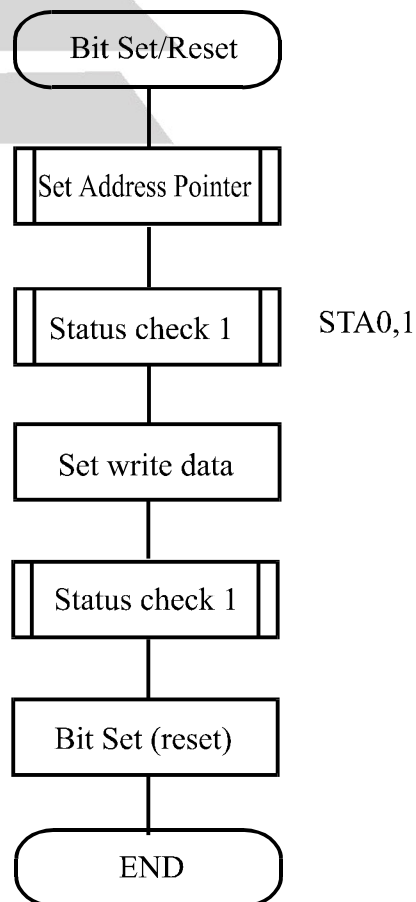 Bit Set/Reset
Set Address Pointer
Status check 1
STA0,1
Set write data
Status check 1
Bit Set (reset)
END